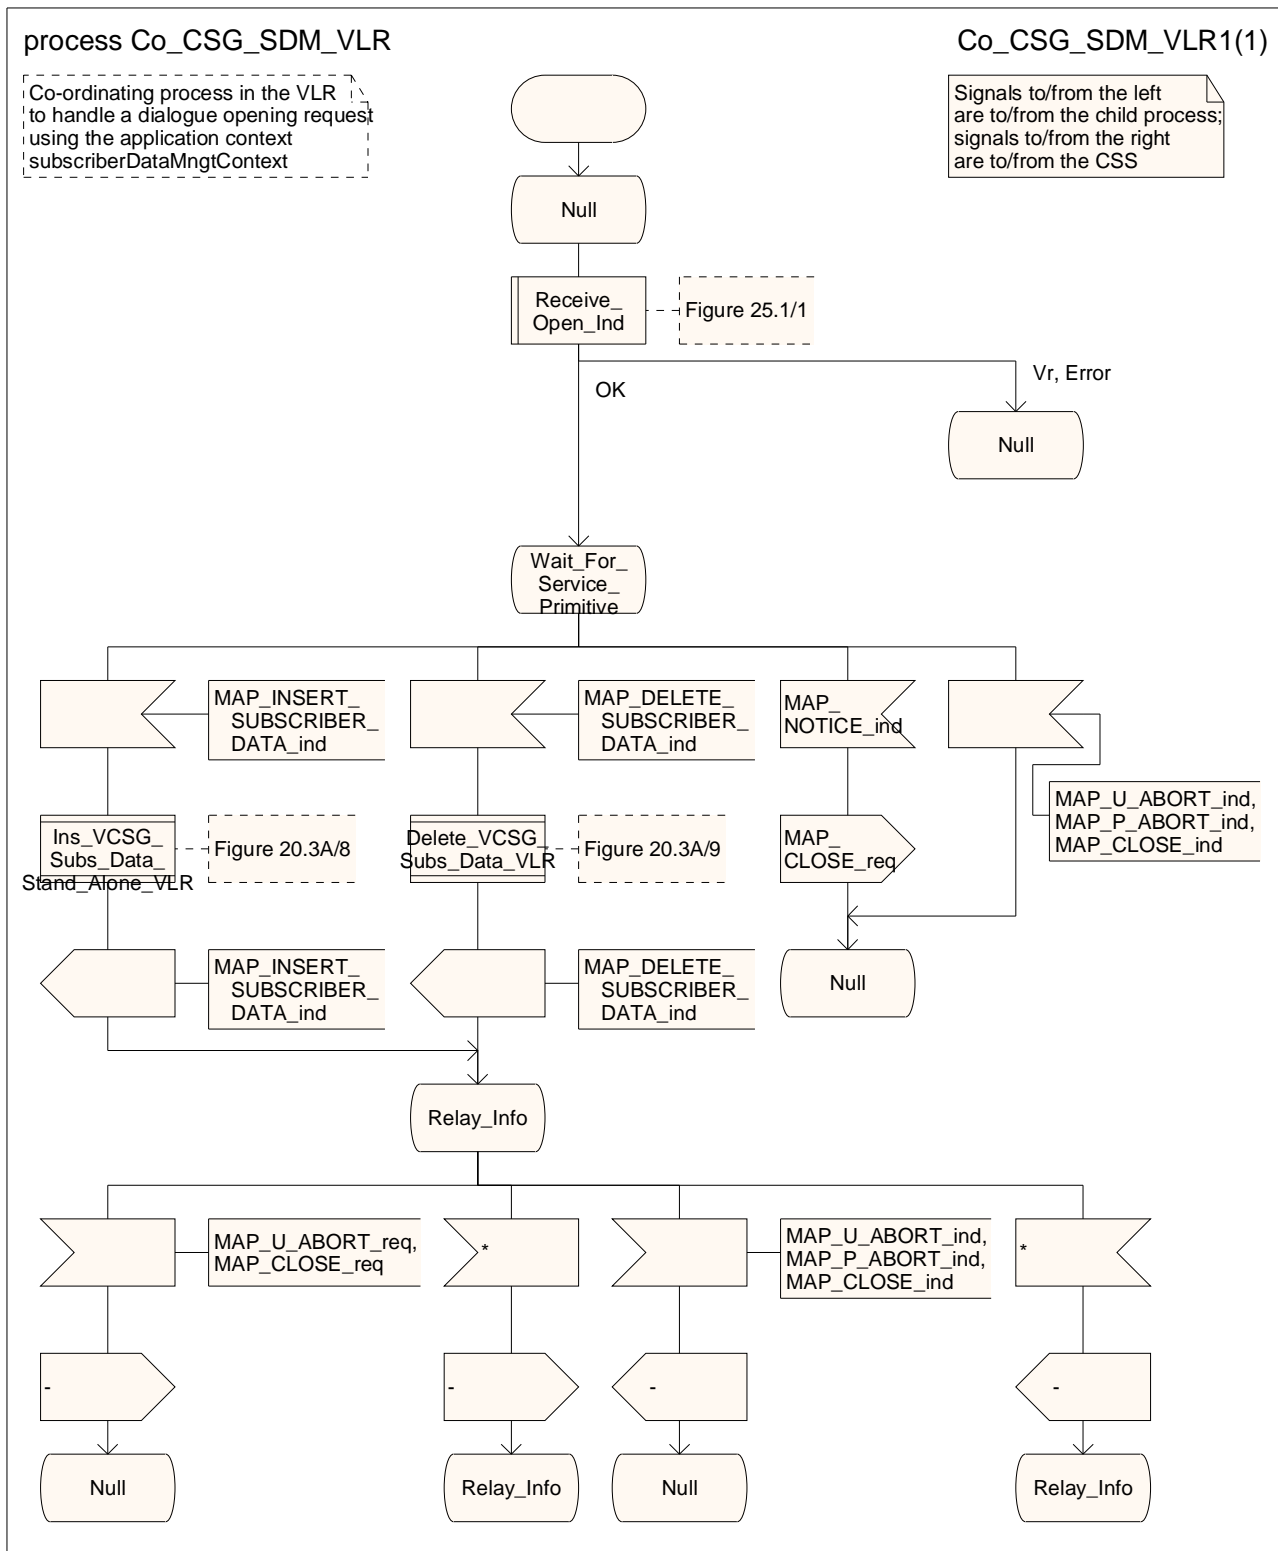 process Co_CSG_SDM_VLR
Co_CSG_SDM_VLR1(1)
Co-ordinating process in the VLR
to handle a dialogue opening request
using the application context
subscriberDataMngtContext
Signals to/from the left
are to/from the child process;
signals to/from the right
are to/from the CSS
Null
Receive_
Open_Ind
Figure 25.1/1
OK
Vr, Error
Null
Wait_For_
Service_
Primitive
MAP_INSERT_
SUBSCRIBER_
DATA_ind
MAP_DELETE_
SUBSCRIBER_
DATA_ind
MAP_
NOTICE_ind
MAP_U_ABORT_ind,
MAP_P_ABORT_ind,
MAP_CLOSE_ind
Ins_VCSG_
Subs_Data_
Stand_Alone_VLR
Figure 20.3A/8
Delete_VCSG_
Subs_Data_VLR
Figure 20.3A/9
MAP_
CLOSE_req
MAP_INSERT_
SUBSCRIBER_
DATA_ind
MAP_DELETE_
SUBSCRIBER_
DATA_ind
Null
Relay_Info
MAP_U_ABORT_req,
MAP_CLOSE_req
*
MAP_U_ABORT_ind,
MAP_P_ABORT_ind,
MAP_CLOSE_ind
*
-
-
-
-
Null
Relay_Info
Null
Relay_Info